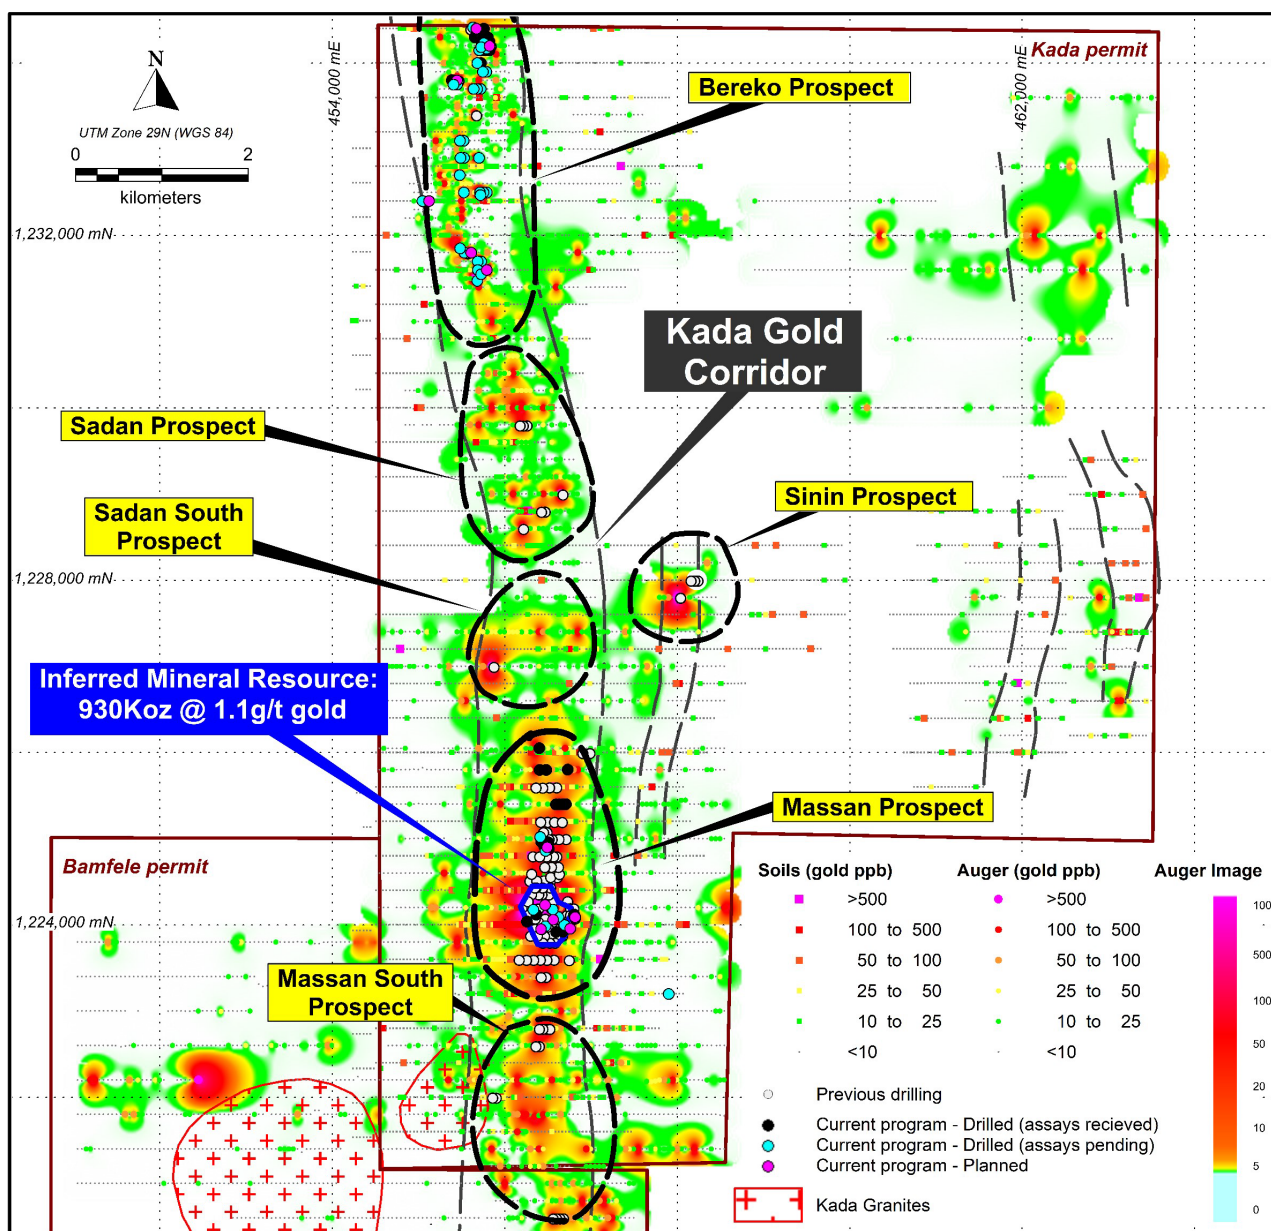 N
UTM Zone 29N (WGS 84)
0 2
kilometers
454,000 mE
462,000 mE
Kada permit
Bereko Prospect
1,232,000 mN
Kada Gold
Corridor
Sadan Prospect
Sadan South
Prospect
Sinin Prospect
1,228,000 mN
Inferred Mineral Resource:
930Koz @ 1.1g/t gold
Massan Prospect
Bamfele permit
1,224,000 mN
Massan South
Prospect
Soils (gold ppb) Auger (gold ppb) Auger Image
>500 >500 100
100 to 500 100 to 500 500
50 to 100 50 to 100
25 to 50 25 to 50 100
10 to 25 10 to 25 50
<10 <10 20
Previous drilling
Current program - Drilled (assays recieved) 10
Current program - Drilled (assays pending)
Current program - Planned 5
Kada Granites 0